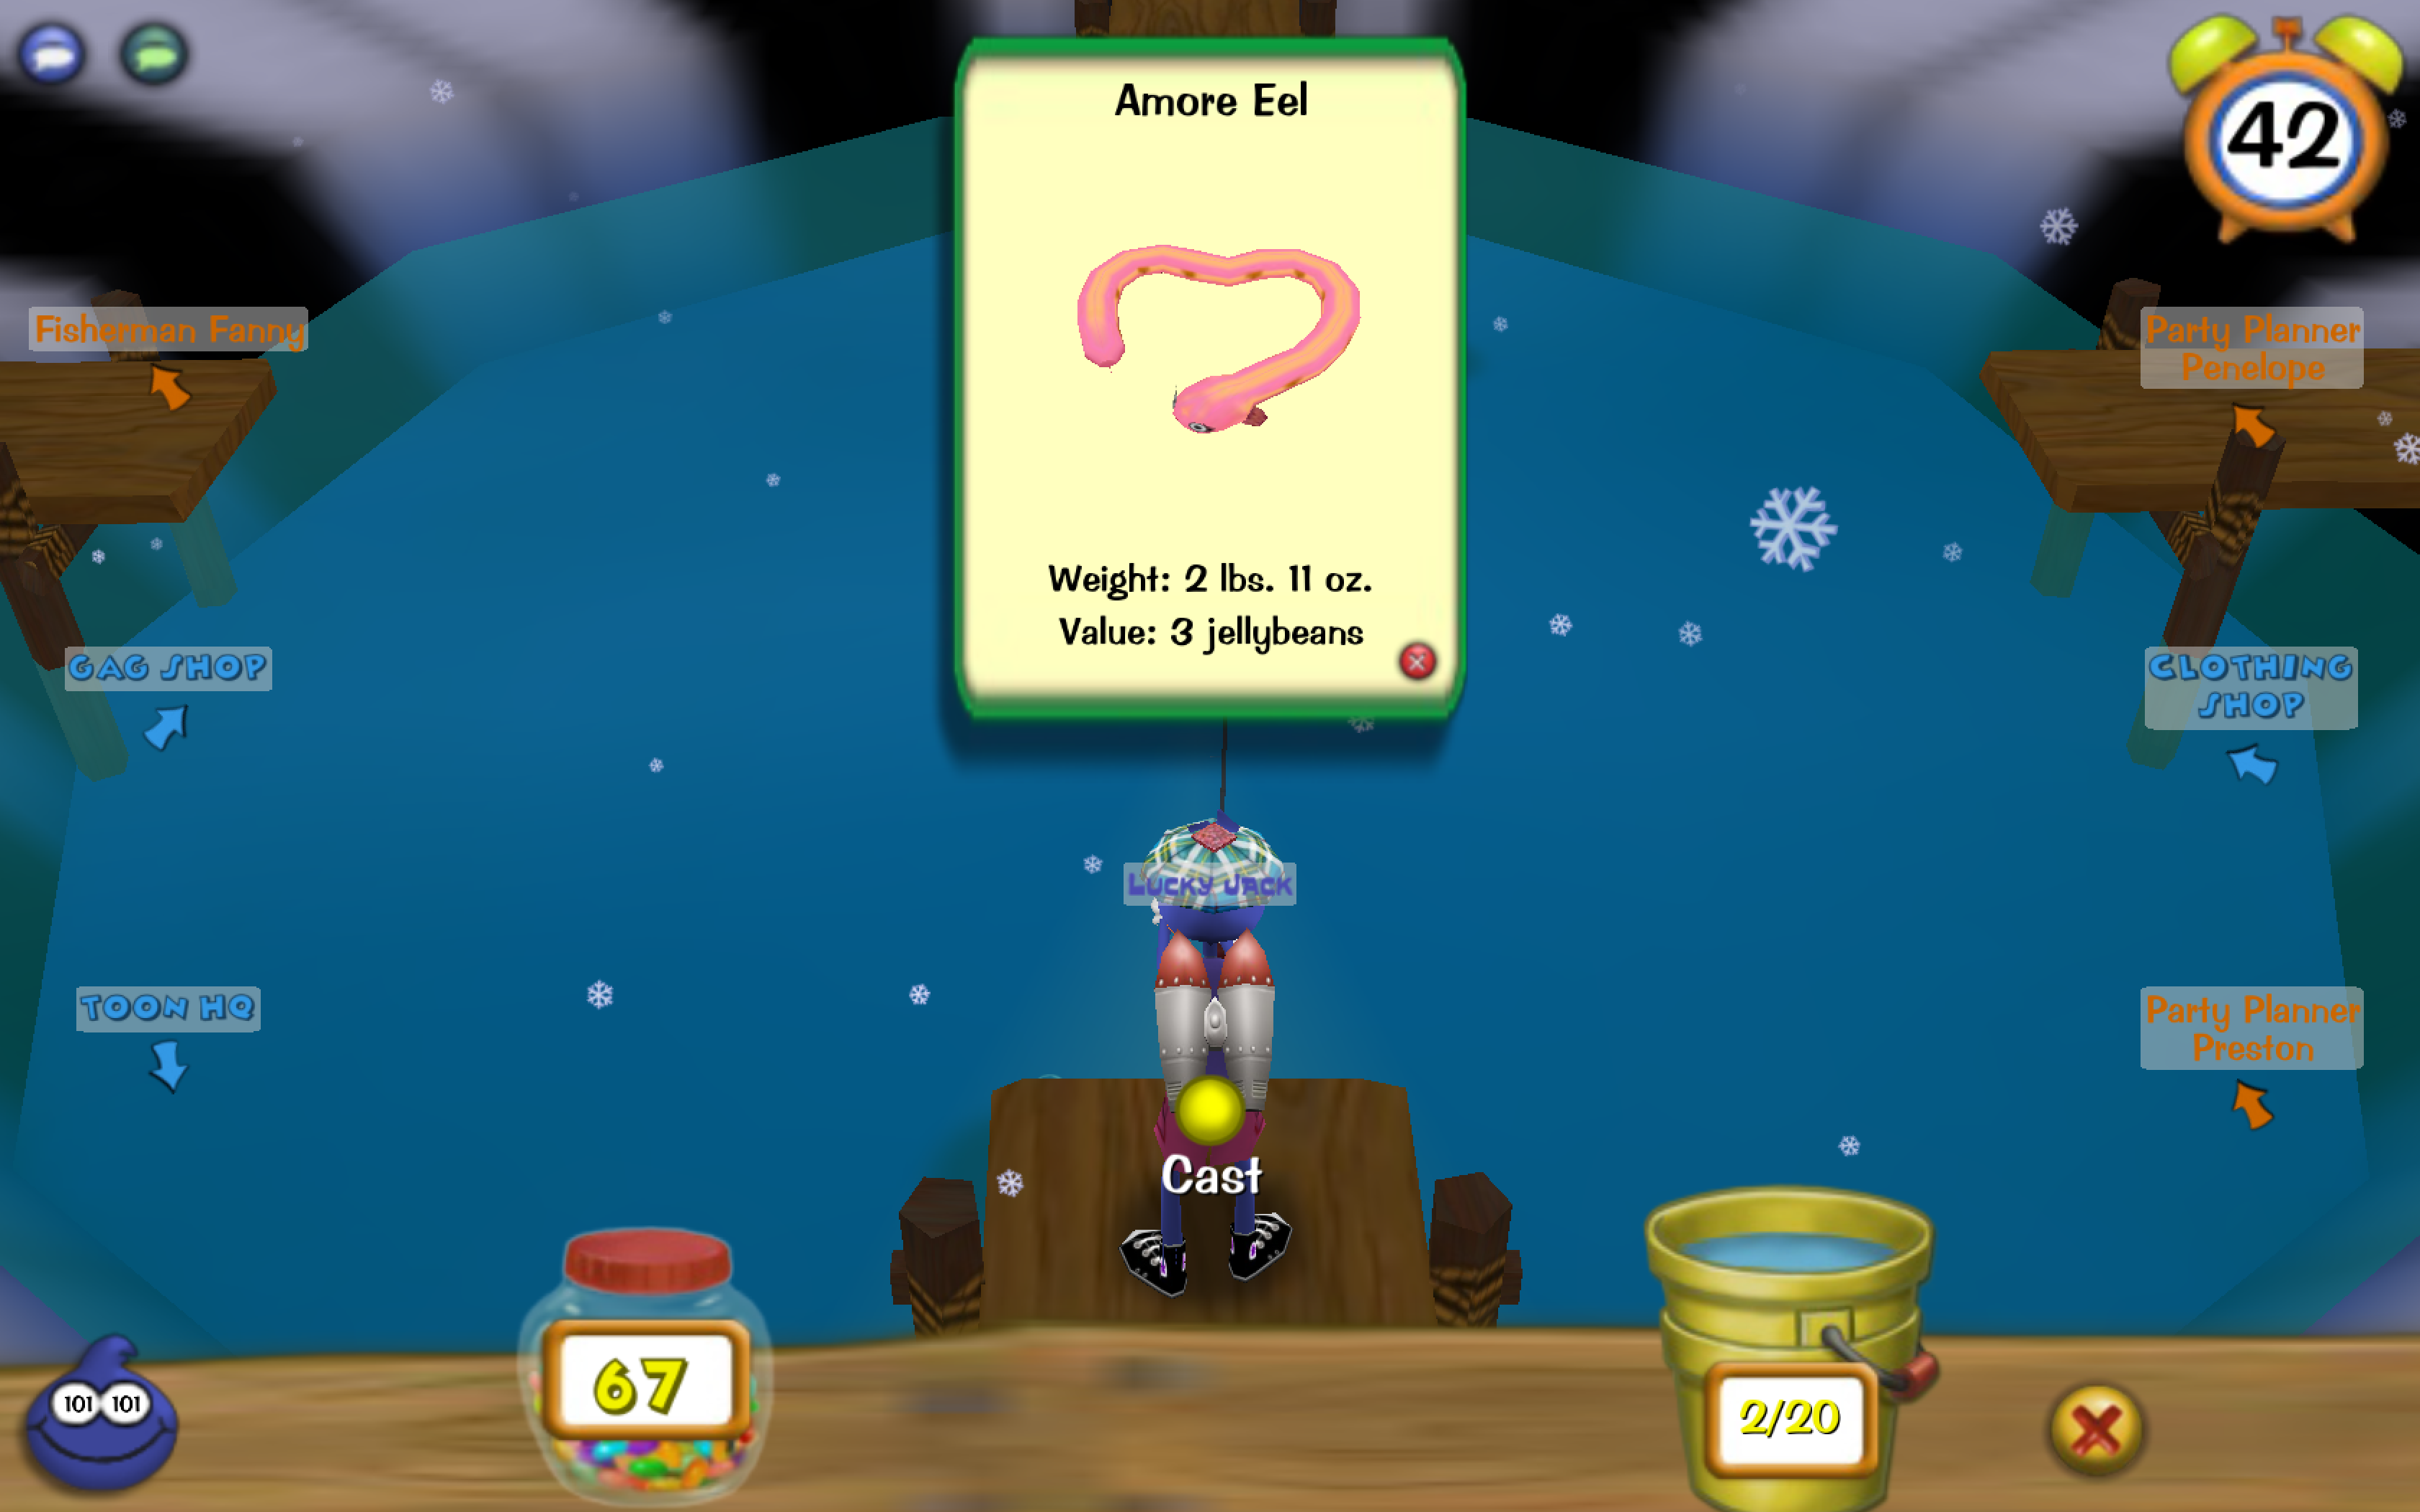 Amore Eel
42
Fisherman Fanny
Party Planner
Penelope
Weight: 2 lbs. 11 oz.
Value: 3 jellybeans
GAG SHOP
CLOTHING
SHOP
LUCKY JACK
TOON HQ
Party Planner
Preston
Cast
101 101
67
2/20